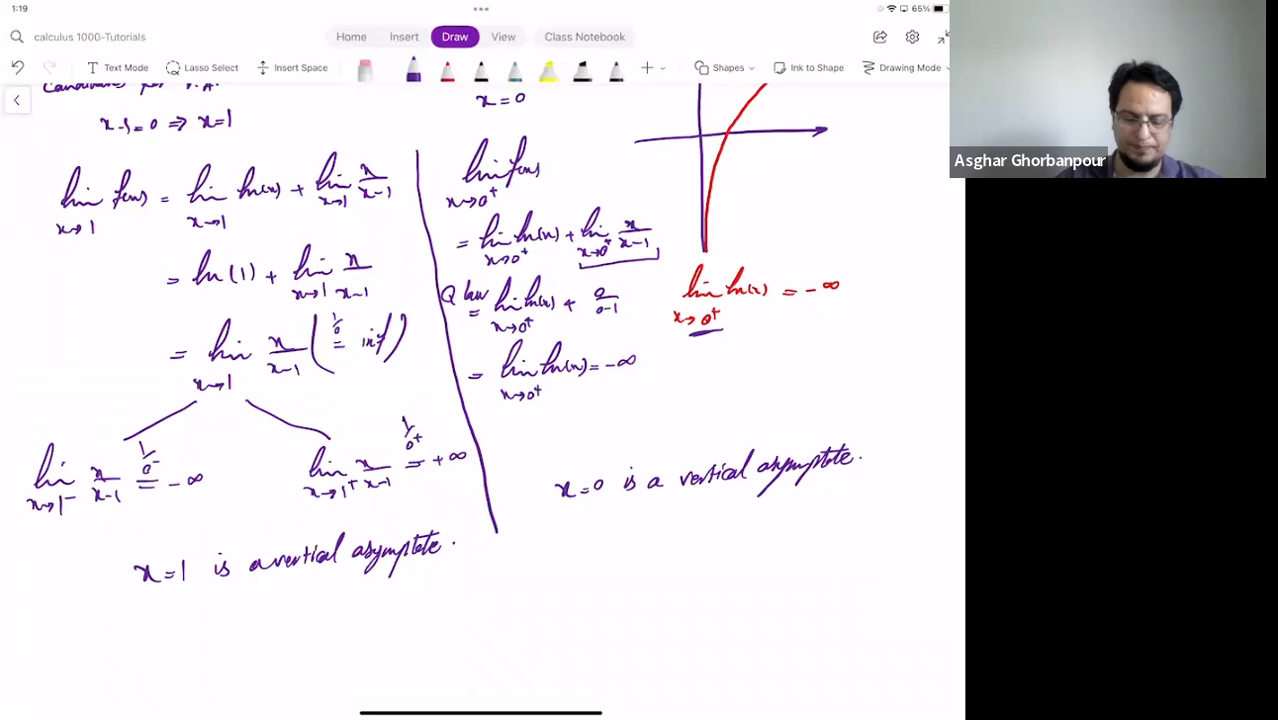 1:19
65%
calculus 1000-Tutorials
Home Insert Draw View Class Notebook
Text Mode Lasso Select Insert Space Shapes Ink to Shape Drawing Mode
Asghar Ghorbanpour
V.A.
x-1=0 ⇒ x=1
lim x→1 f(x) = lim x→1 ln(x) + lim x→1 x/(x-1)
= ln(1) + lim x→1 x/(x-1)
= lim x→1 x/(x-1) ( 1/0 = inf )
lim x→1⁻ x/(x-1) 1/0⁻ = -∞
lim x→1⁺ x/(x-1) 1/0⁺ = +∞
x=1 is a vertical asymptote.
x=0
lim x→0⁺ f(x)
= lim x→0⁺ ln(x) + lim x→0⁺ x/(x-1)
Q law = lim x→0⁺ ln(x) + 0/(0-1)
= lim x→0⁺ ln(x) = -∞
x=0 is a vertical asymptote.
lim x→0⁺ ln(x) = -∞